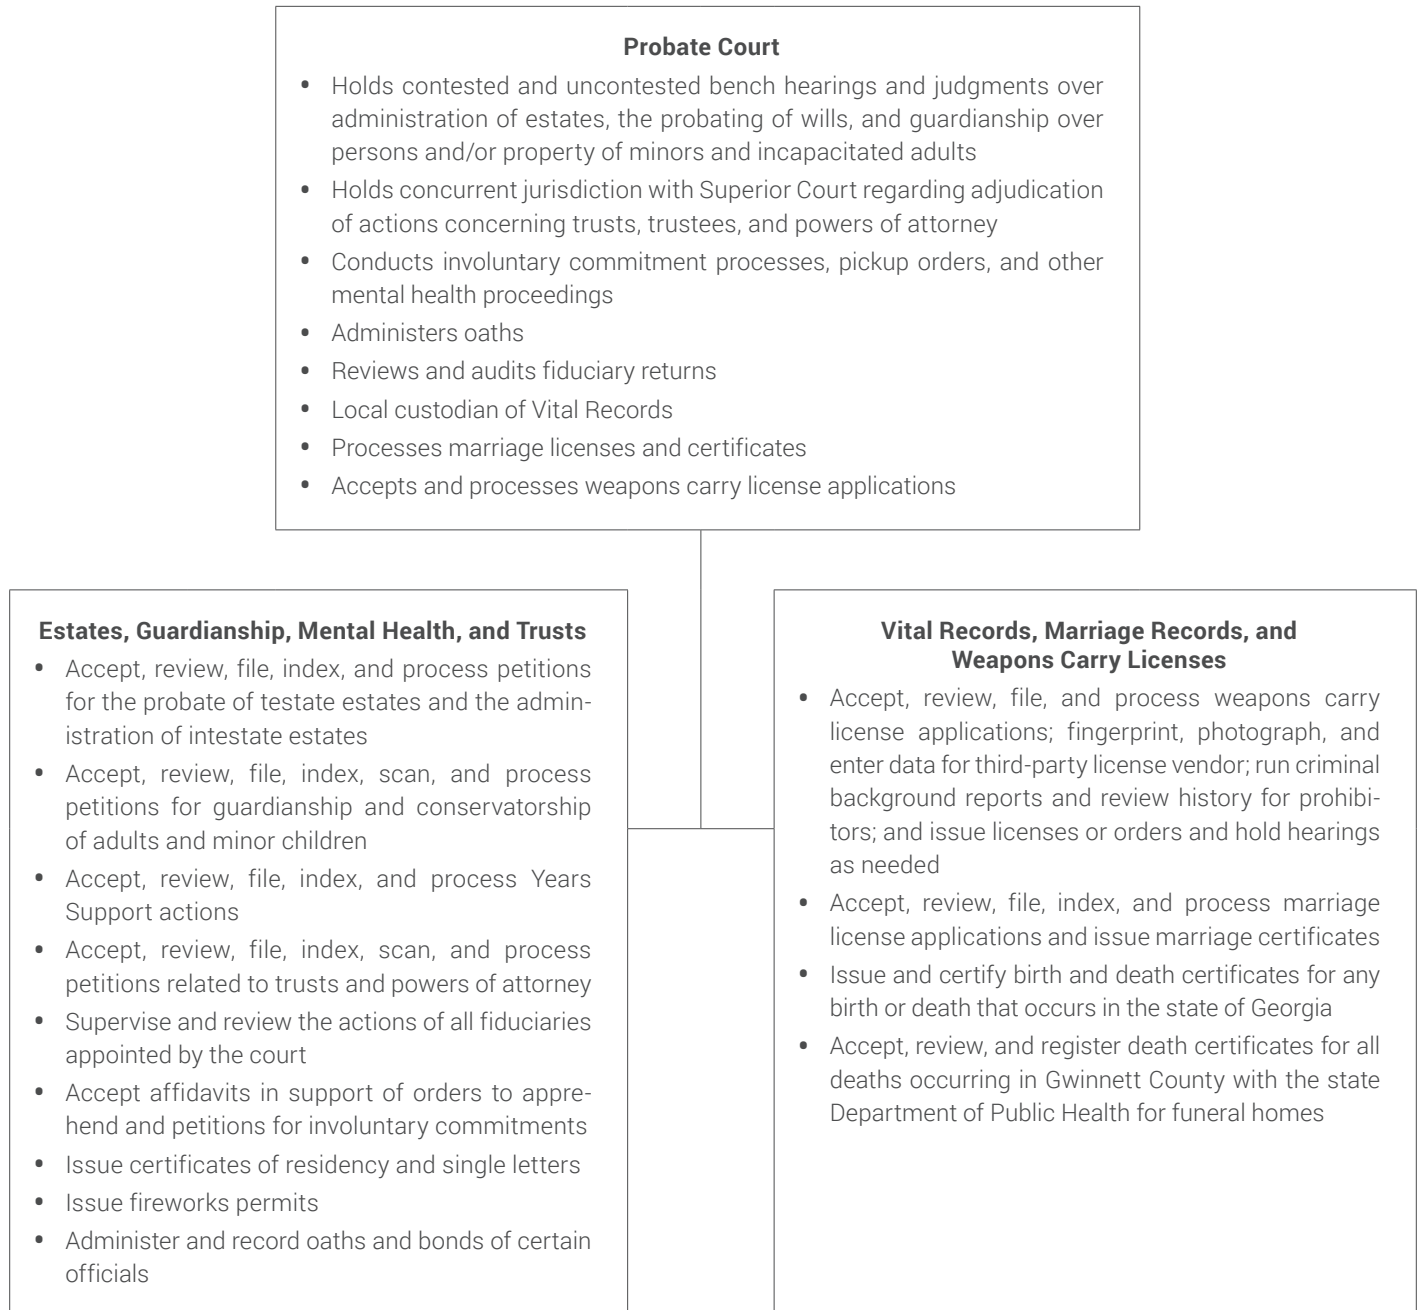 Probate Court
• Holds contested and uncontested bench hearings and judgments over
administration of estates, the probating of wills, and guardianship over
persons and/or property of minors and incapacitated adults
• Holds concurrent jurisdiction with Superior Court regarding adjudication
of actions concerning trusts, trustees, and powers of attorney
• Conducts involuntary commitment processes, pickup orders, and other
mental health proceedings
• Administers oaths
• Reviews and audits fiduciary returns
• Local custodian of Vital Records
• Processes marriage licenses and certificates
• Accepts and processes weapons carry license applications
Estates, Guardianship, Mental Health, and Trusts
• Accept, review, file, index, and process petitions
for the probate of testate estates and the admin-
istration of intestate estates
• Accept, review, file, index, scan, and process
petitions for guardianship and conservatorship
of adults and minor children
• Accept, review, file, index, and process Years
Support actions
• Accept, review, file, index, scan, and process
petitions related to trusts and powers of attorney
• Supervise and review the actions of all fiduciaries
appointed by the court
• Accept affidavits in support of orders to appre-
hend and petitions for involuntary commitments
• Issue certificates of residency and single letters
• Issue fireworks permits
• Administer and record oaths and bonds of certain
officials
Vital Records, Marriage Records, and
Weapons Carry Licenses
• Accept, review, file, and process weapons carry
license applications; fingerprint, photograph, and
enter data for third-party license vendor; run criminal
background reports and review history for prohibi-
tors; and issue licenses or orders and hold hearings
as needed
• Accept, review, file, index, and process marriage
license applications and issue marriage certificates
• Issue and certify birth and death certificates for any
birth or death that occurs in the state of Georgia
• Accept, review, and register death certificates for all
deaths occurring in Gwinnett County with the state
Department of Public Health for funeral homes